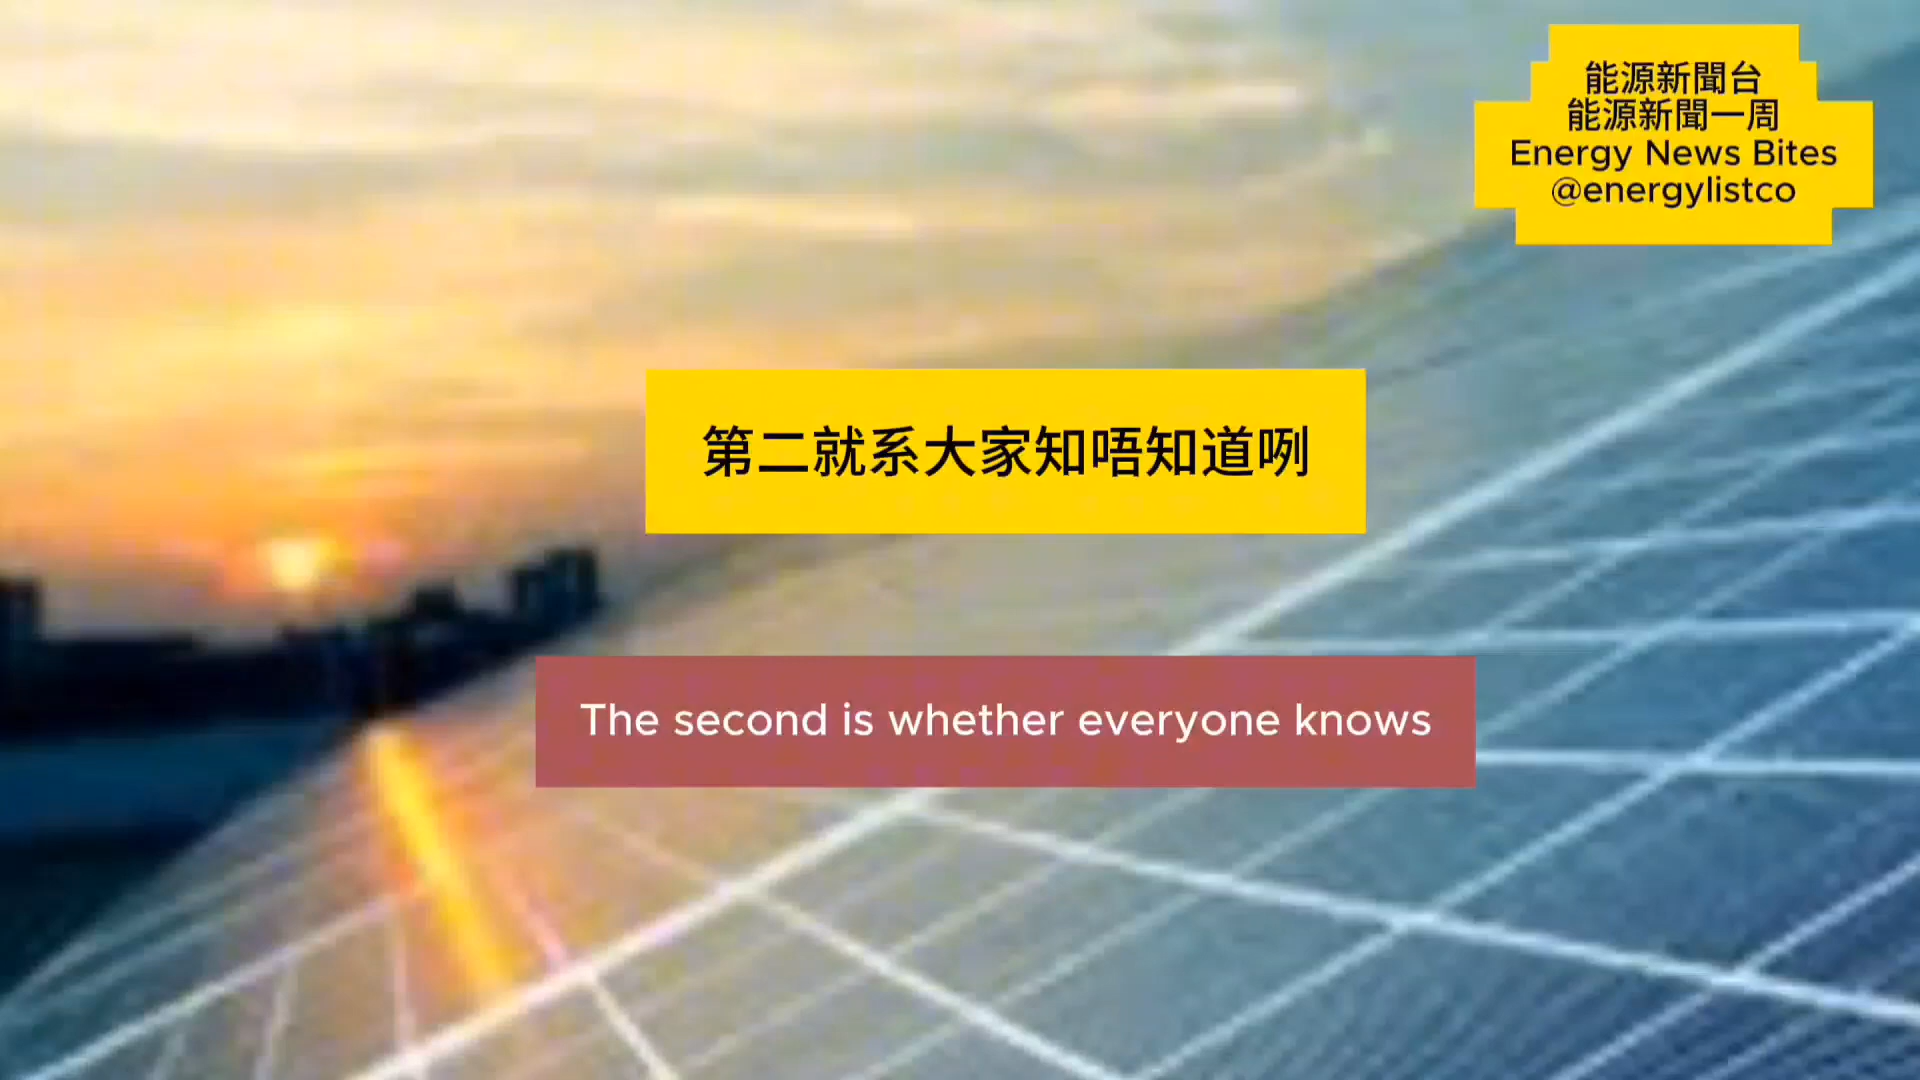 能源新聞台
能源新聞一周
Energy News Bites
@energylistco
第二就系大家知唔知道咧
The second is whether everyone knows